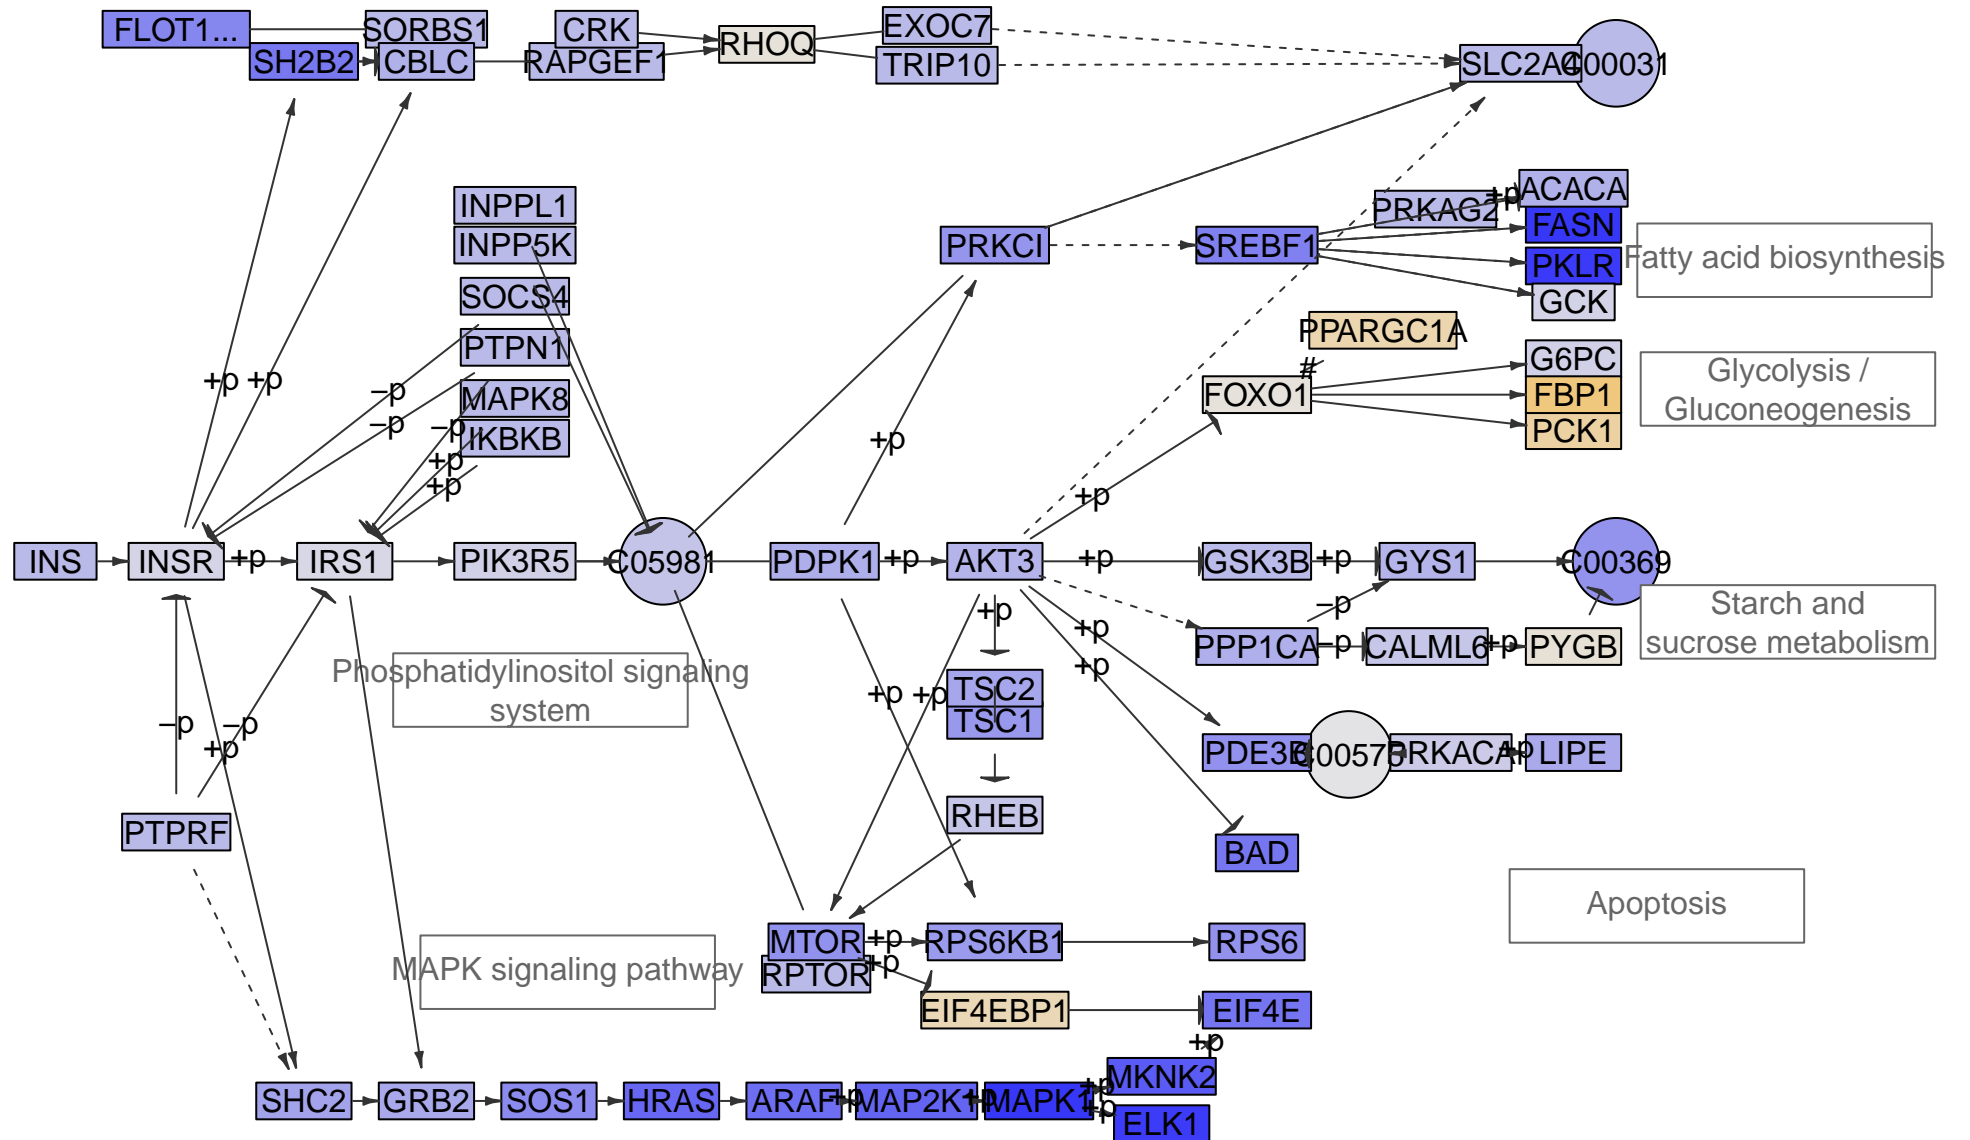 FLOT1...
SORBS1
CRK
EXOC7
RHOQ
SH2B2
CBLC
RAPGEF1
TRIP10
SLC2A4
C00031
INPPL1
PRKAG2
+p
ACACA
FASN
INPP5K
PRKCI
SREBF1
PKLR
Fatty acid biosynthesis
SOCS4
GCK
PTPN1
PPARGC1A
#
G6PC
Glycolysis /
Gluconeogenesis
+p
+p
–p
–p
MAPK8
FOXO1
FBP1
PCK1
–p
IKBKB
+p
+p
+p
+p
INS
INSR
+p
IRS1
PIK3R5
C05981
PDPK1
+p
AKT3
+p
GSK3B
+p
GYS1
C00369
+p
–p
Starch and
sucrose metabolism
+p
PPP1CA
–p
CALML6
+p
PYGB
+p
Phosphatidylinositol signaling
system
+p
+p
TSC2
TSC1
–p
+p
–p
PDE3B
C00575
PRKACA
+p
LIPE
PTPRF
RHEB
BAD
Apoptosis
MTOR
+p
RPS6KB1
RPS6
MAPK signaling pathway
RPTOR
+p
EIF4EBP1
EIF4E
+p
SHC2
GRB2
SOS1
HRAS
ARAF
+p
MAP2K1
+p
MAPK1
+p
MKNK2
+p
ELK1